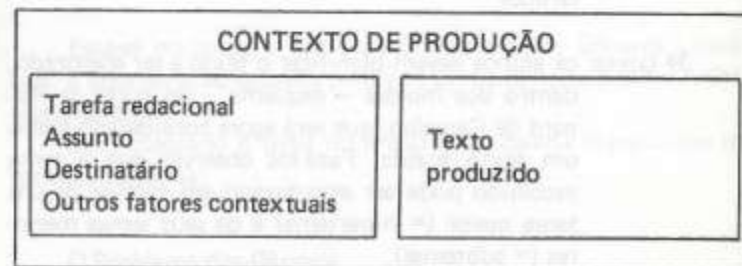 CONTEXTO DE PRODUÇÃO
Tarefa redacional
Assunto
Destinatário
Outros fatores contextuais
Texto
produzido